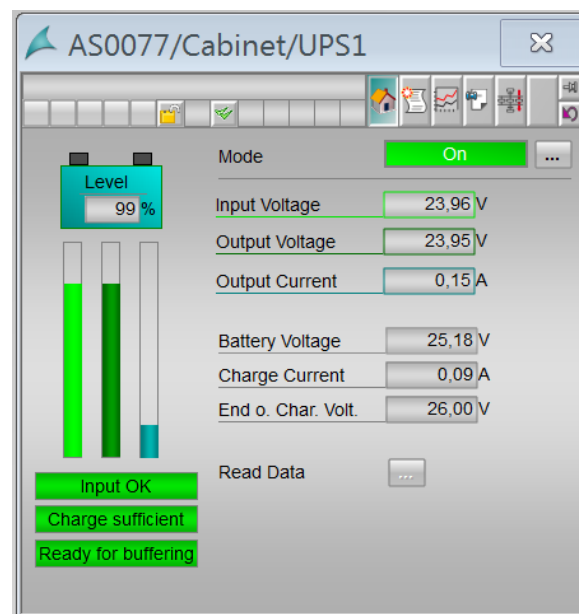 AS0077/Cabinet/UPS1
Mode On ...
Level
99 %
Input Voltage 23,96 V
Output Voltage 23,95 V
Output Current 0,15 A
Battery Voltage 25,18 V
Charge Current 0,09 A
End o. Char. Volt. 26,00 V
Read Data ...
Input OK
Charge sufficient
Ready for buffering